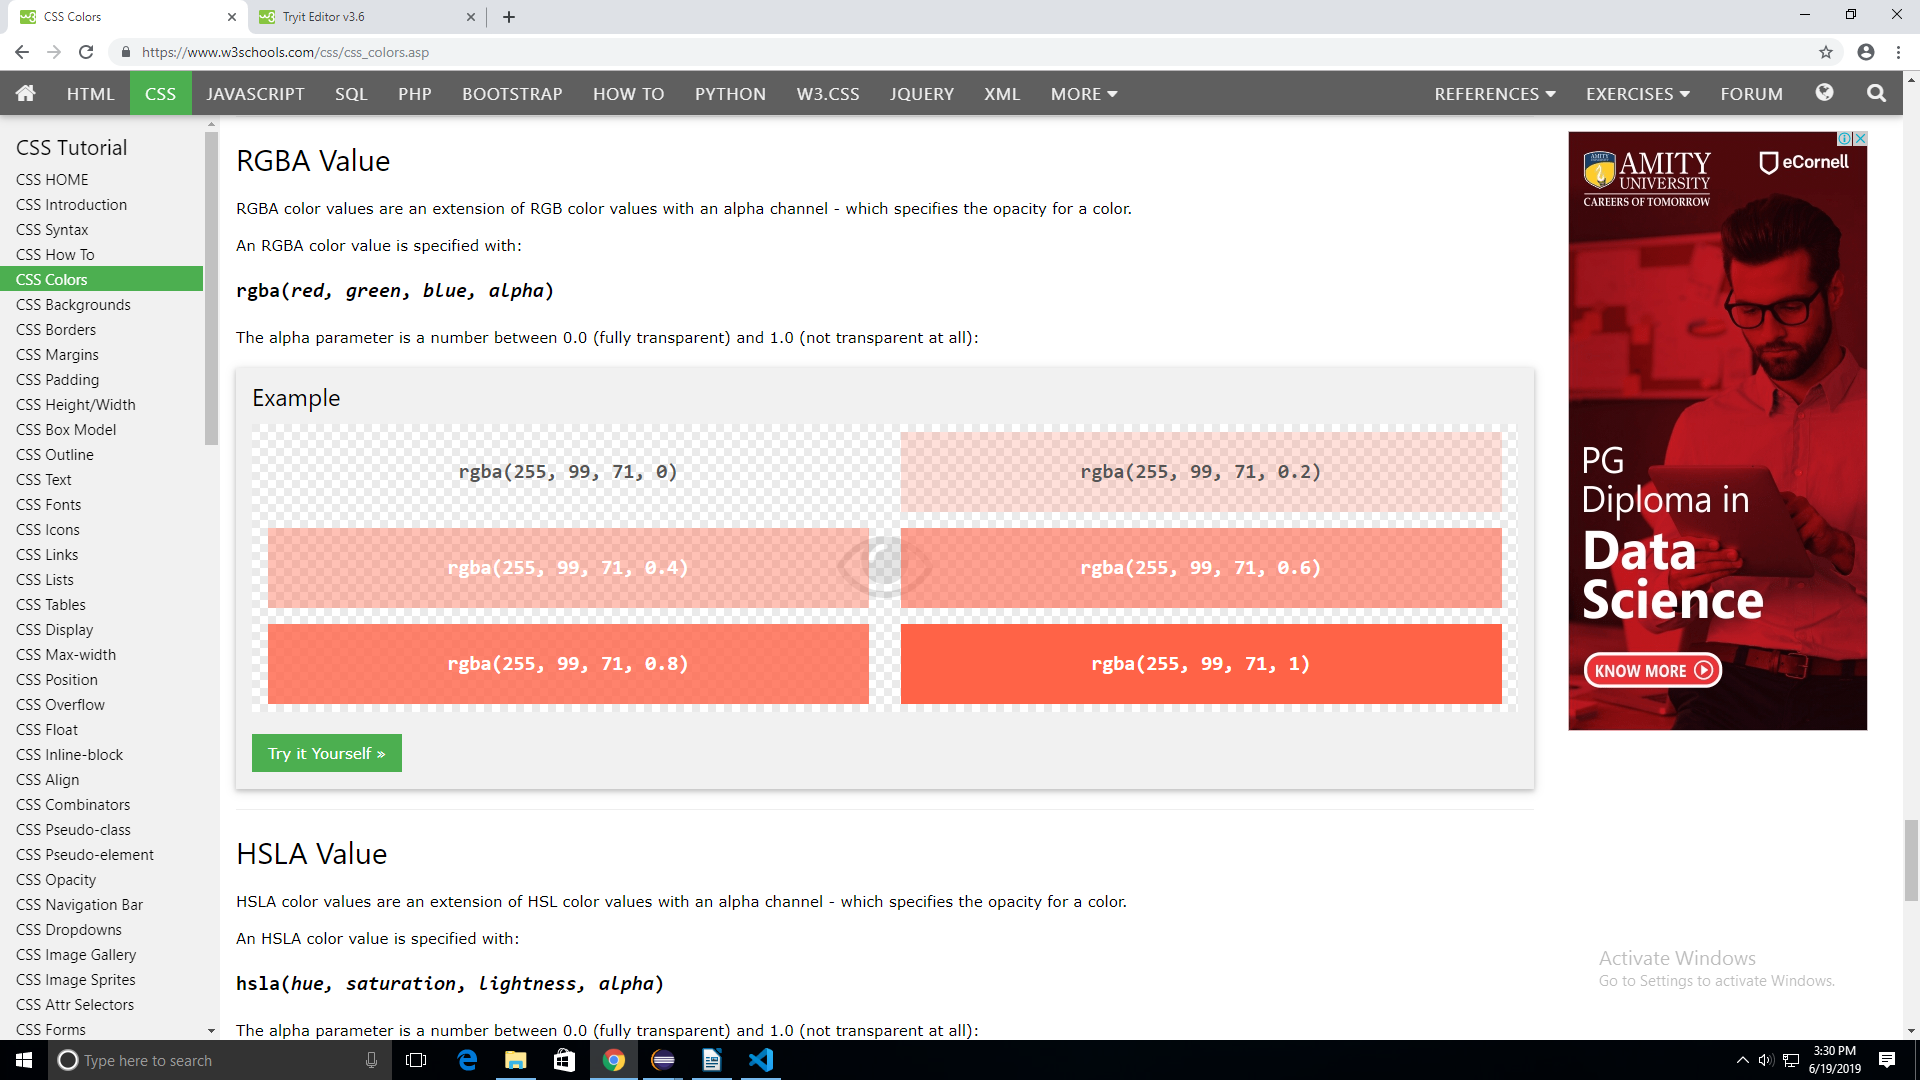 CSS Colors
Tryit Editor v3.6
https://www.w3schools.com/css/css_colors.asp
HTML
CSS
JAVASCRIPT
SQL
PHP
BOOTSTRAP
HOW TO
PYTHON
W3.CSS
JQUERY
XML
MORE
REFERENCES
EXERCISES
FORUM
CSS Tutorial
CSS HOME
CSS Introduction
CSS Syntax
CSS How To
CSS Colors
CSS Backgrounds
CSS Borders
CSS Margins
CSS Padding
CSS Height/Width
CSS Box Model
CSS Outline
CSS Text
CSS Fonts
CSS Icons
CSS Links
CSS Lists
CSS Tables
CSS Display
CSS Max-width
CSS Position
CSS Overflow
CSS Float
CSS Inline-block
CSS Align
CSS Combinators
CSS Pseudo-class
CSS Pseudo-element
CSS Opacity
CSS Navigation Bar
CSS Dropdowns
CSS Image Gallery
CSS Image Sprites
CSS Attr Selectors
CSS Forms
RGBA Value
RGBA color values are an extension of RGB color values with an alpha channel - which specifies the opacity for a color.
An RGBA color value is specified with:
rgba(red, green, blue, alpha)
The alpha parameter is a number between 0.0 (fully transparent) and 1.0 (not transparent at all):
Example
rgba(255, 99, 71, 0)
rgba(255, 99, 71, 0.2)
rgba(255, 99, 71, 0.4)
rgba(255, 99, 71, 0.6)
rgba(255, 99, 71, 0.8)
rgba(255, 99, 71, 1)
Try it Yourself »
HSLA Value
HSLA color values are an extension of HSL color values with an alpha channel - which specifies the opacity for a color.
An HSLA color value is specified with:
hsla(hue, saturation, lightness, alpha)
The alpha parameter is a number between 0.0 (fully transparent) and 1.0 (not transparent at all):
AMITY
UNIVERSITY
CAREERS OF TOMORROW
eCornell
PG
Diploma in
Data
Science
KNOW MORE
Activate Windows
Go to Settings to activate Windows.
Type here to search
3:30 PM
6/19/2019